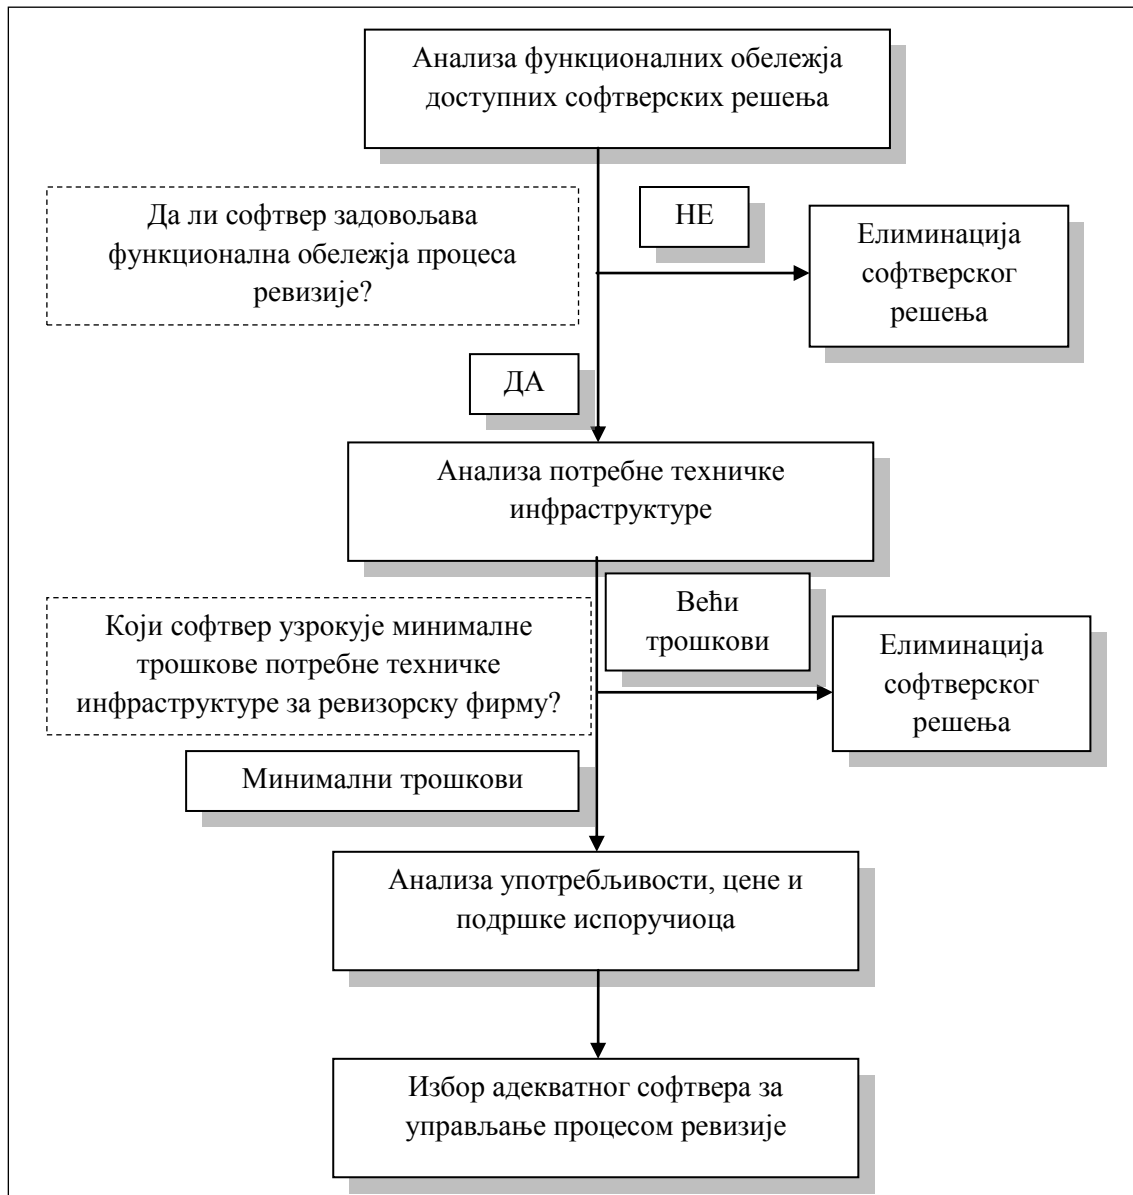 Анализа функционалних обележја
доступних софтверских решења
Да ли софтвер задовољава
функционална обележја процеса
ревизије?
НЕ
Елиминација
софтверског
решења
ДА
Анализа потребне техничке
инфраструктуре
Који софтвер узрокује минималне
трошкове потребне техничке
инфраструктуре за ревизорску фирму?
Већи
трошкови
Елиминација
софтверског
решења
Минимални трошкови
Анализа употребљивости, цене и
подршке испоручиоца
Избор адекватног софтвера за
управљање процесом ревизије